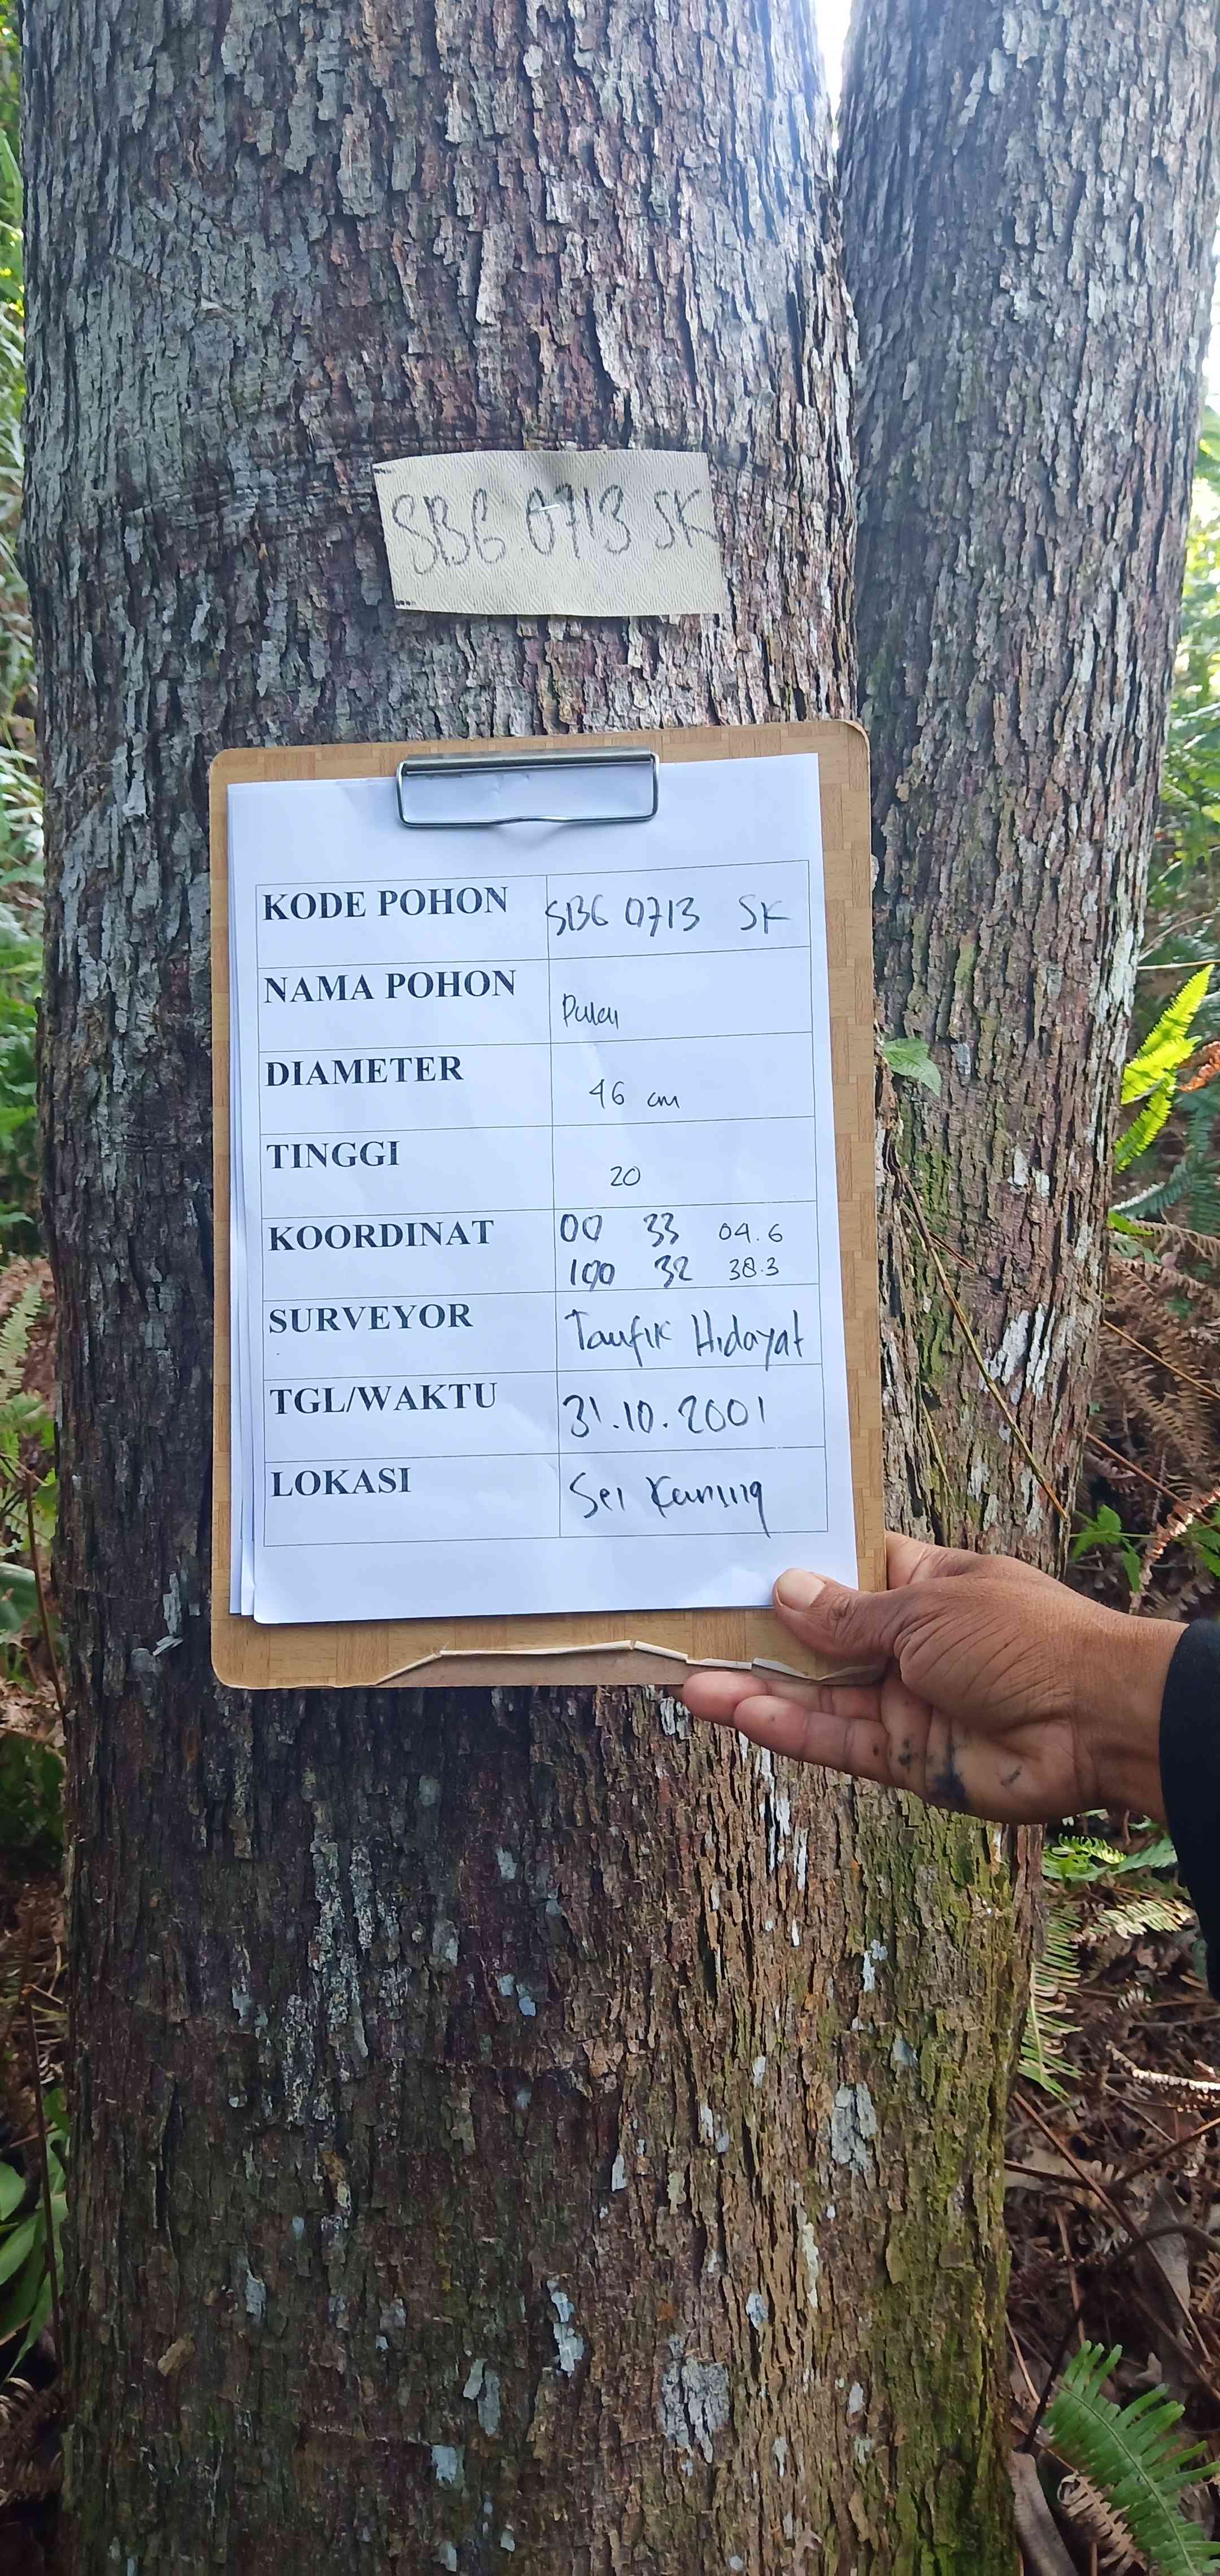 SBG 0713 SK
KODE POHON SBG 0713 SK
NAMA POHON Pulai
DIAMETER 46 cm
TINGGI 20
KOORDINAT 00 33 04.6
100 32 38.3
SURVEYOR Taufik Hidayat
TGL/WAKTU 31.10.2001
LOKASI Sei Kuning